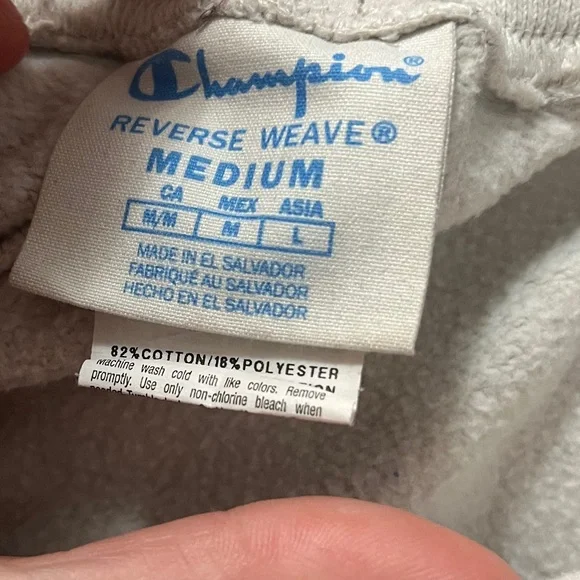 Champion®
REVERSE WEAVE®
MEDIUM
CA MEX ASIA
M/M M L
MADE IN EL SALVADOR
FABRIQUÉ AU SALVADOR
HECHO EN EL SALVADOR
82%COTTON/18%POLYESTER
Machine wash cold with like colors. Remove
promptly. Use only non-chlorine bleach when